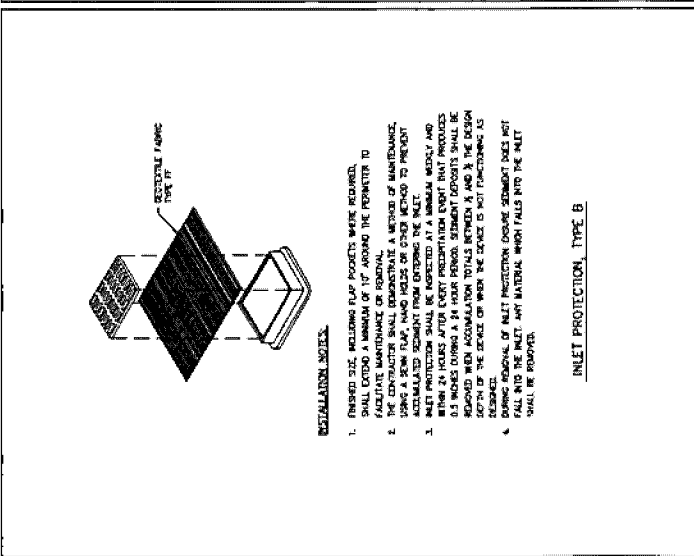 GEOTEXTILE FABRIC
TYPE FF
INSTALLATION NOTES:
1. FINISHED SIZE, INCLUDING FLAP POCKETS WHERE REQUIRED,
SHALL EXTEND A MINIMUM OF 10" AROUND THE PERIMETER TO
FACILITATE MAINTENANCE OR REMOVAL.
2. THE CONTRACTOR SHALL DEMONSTRATE A METHOD OF MAINTENANCE,
USING A SEWN FLAP, HAND HOLDS OR OTHER METHOD TO PREVENT
ACCUMULATED SEDIMENT FROM ENTERING THE INLET.
3. INLET PROTECTION SHALL BE INSPECTED AT A MINIMUM WEEKLY AND
WITHIN 24 HOURS AFTER EVERY PRECIPITATION EVENT THAT PRODUCES
0.5 INCHES DURING A 24 HOUR PERIOD. SEDIMENT DEPOSITS SHALL BE
REMOVED WHEN ACCUMULATION TOTALS BETWEEN AND THE DESIGN
DEPTH OF THE DEVICE OR WHEN THE DEVICE IS NOT FUNCTIONING AS
DESIGNED.
4. DURING REMOVAL OF INLET PROTECTION ENSURE SEDIMENT DOES NOT
FALL INTO THE INLET. ANY MATERIAL WHICH FALLS INTO THE INLET
SHALL BE REMOVED.
INLET PROTECTION, TYPE B